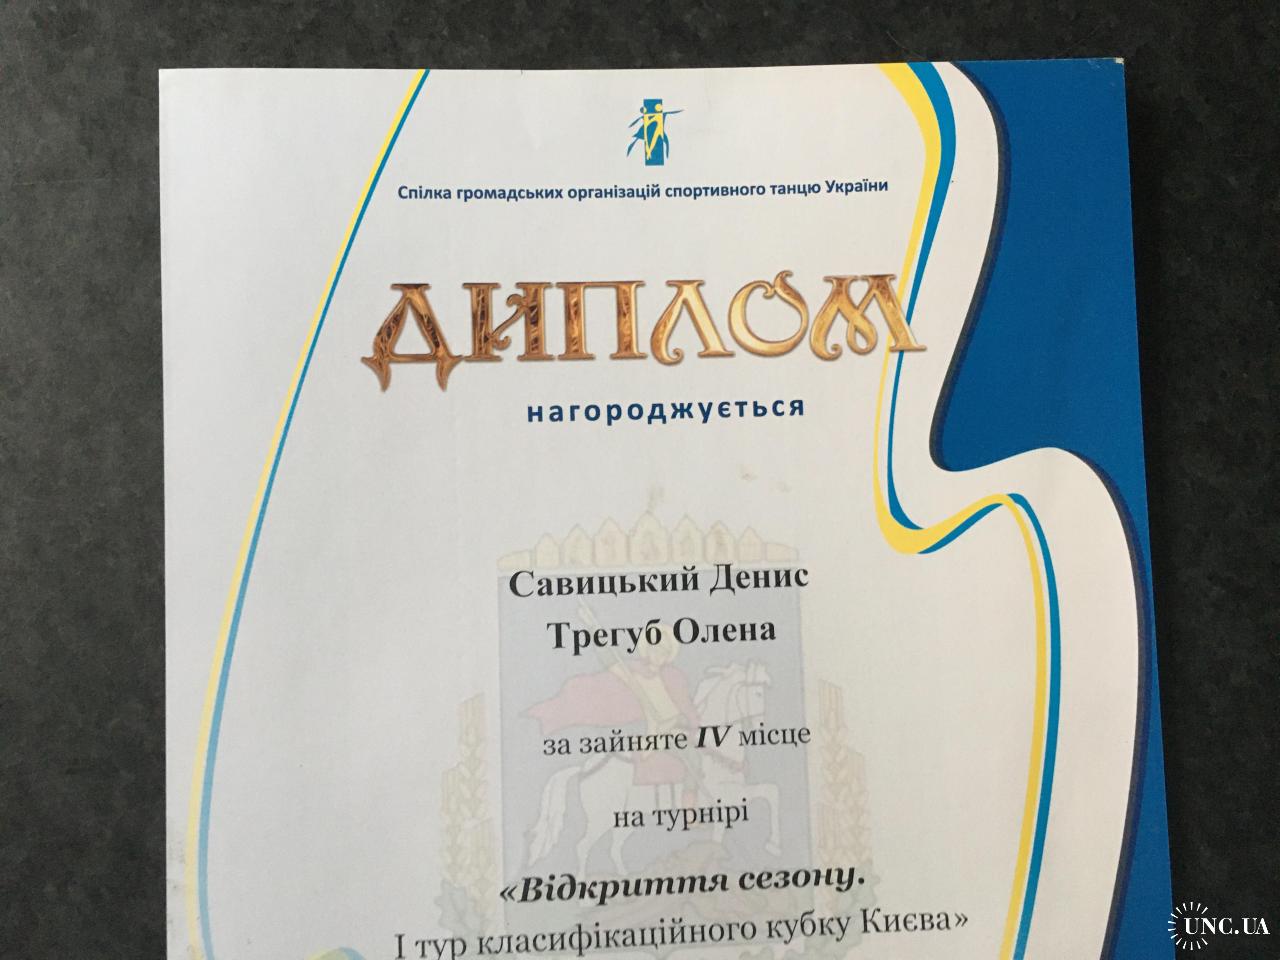 Спілка громадських організацій спортивного танцю України
ДИПЛОМ
нагороджується
Савицький Денис
Трегуб Олена
за зайняте IV місце
на турнірі
«Відкриття сезону.
І тур класифікаційного кубку Києва»
UNC.UA